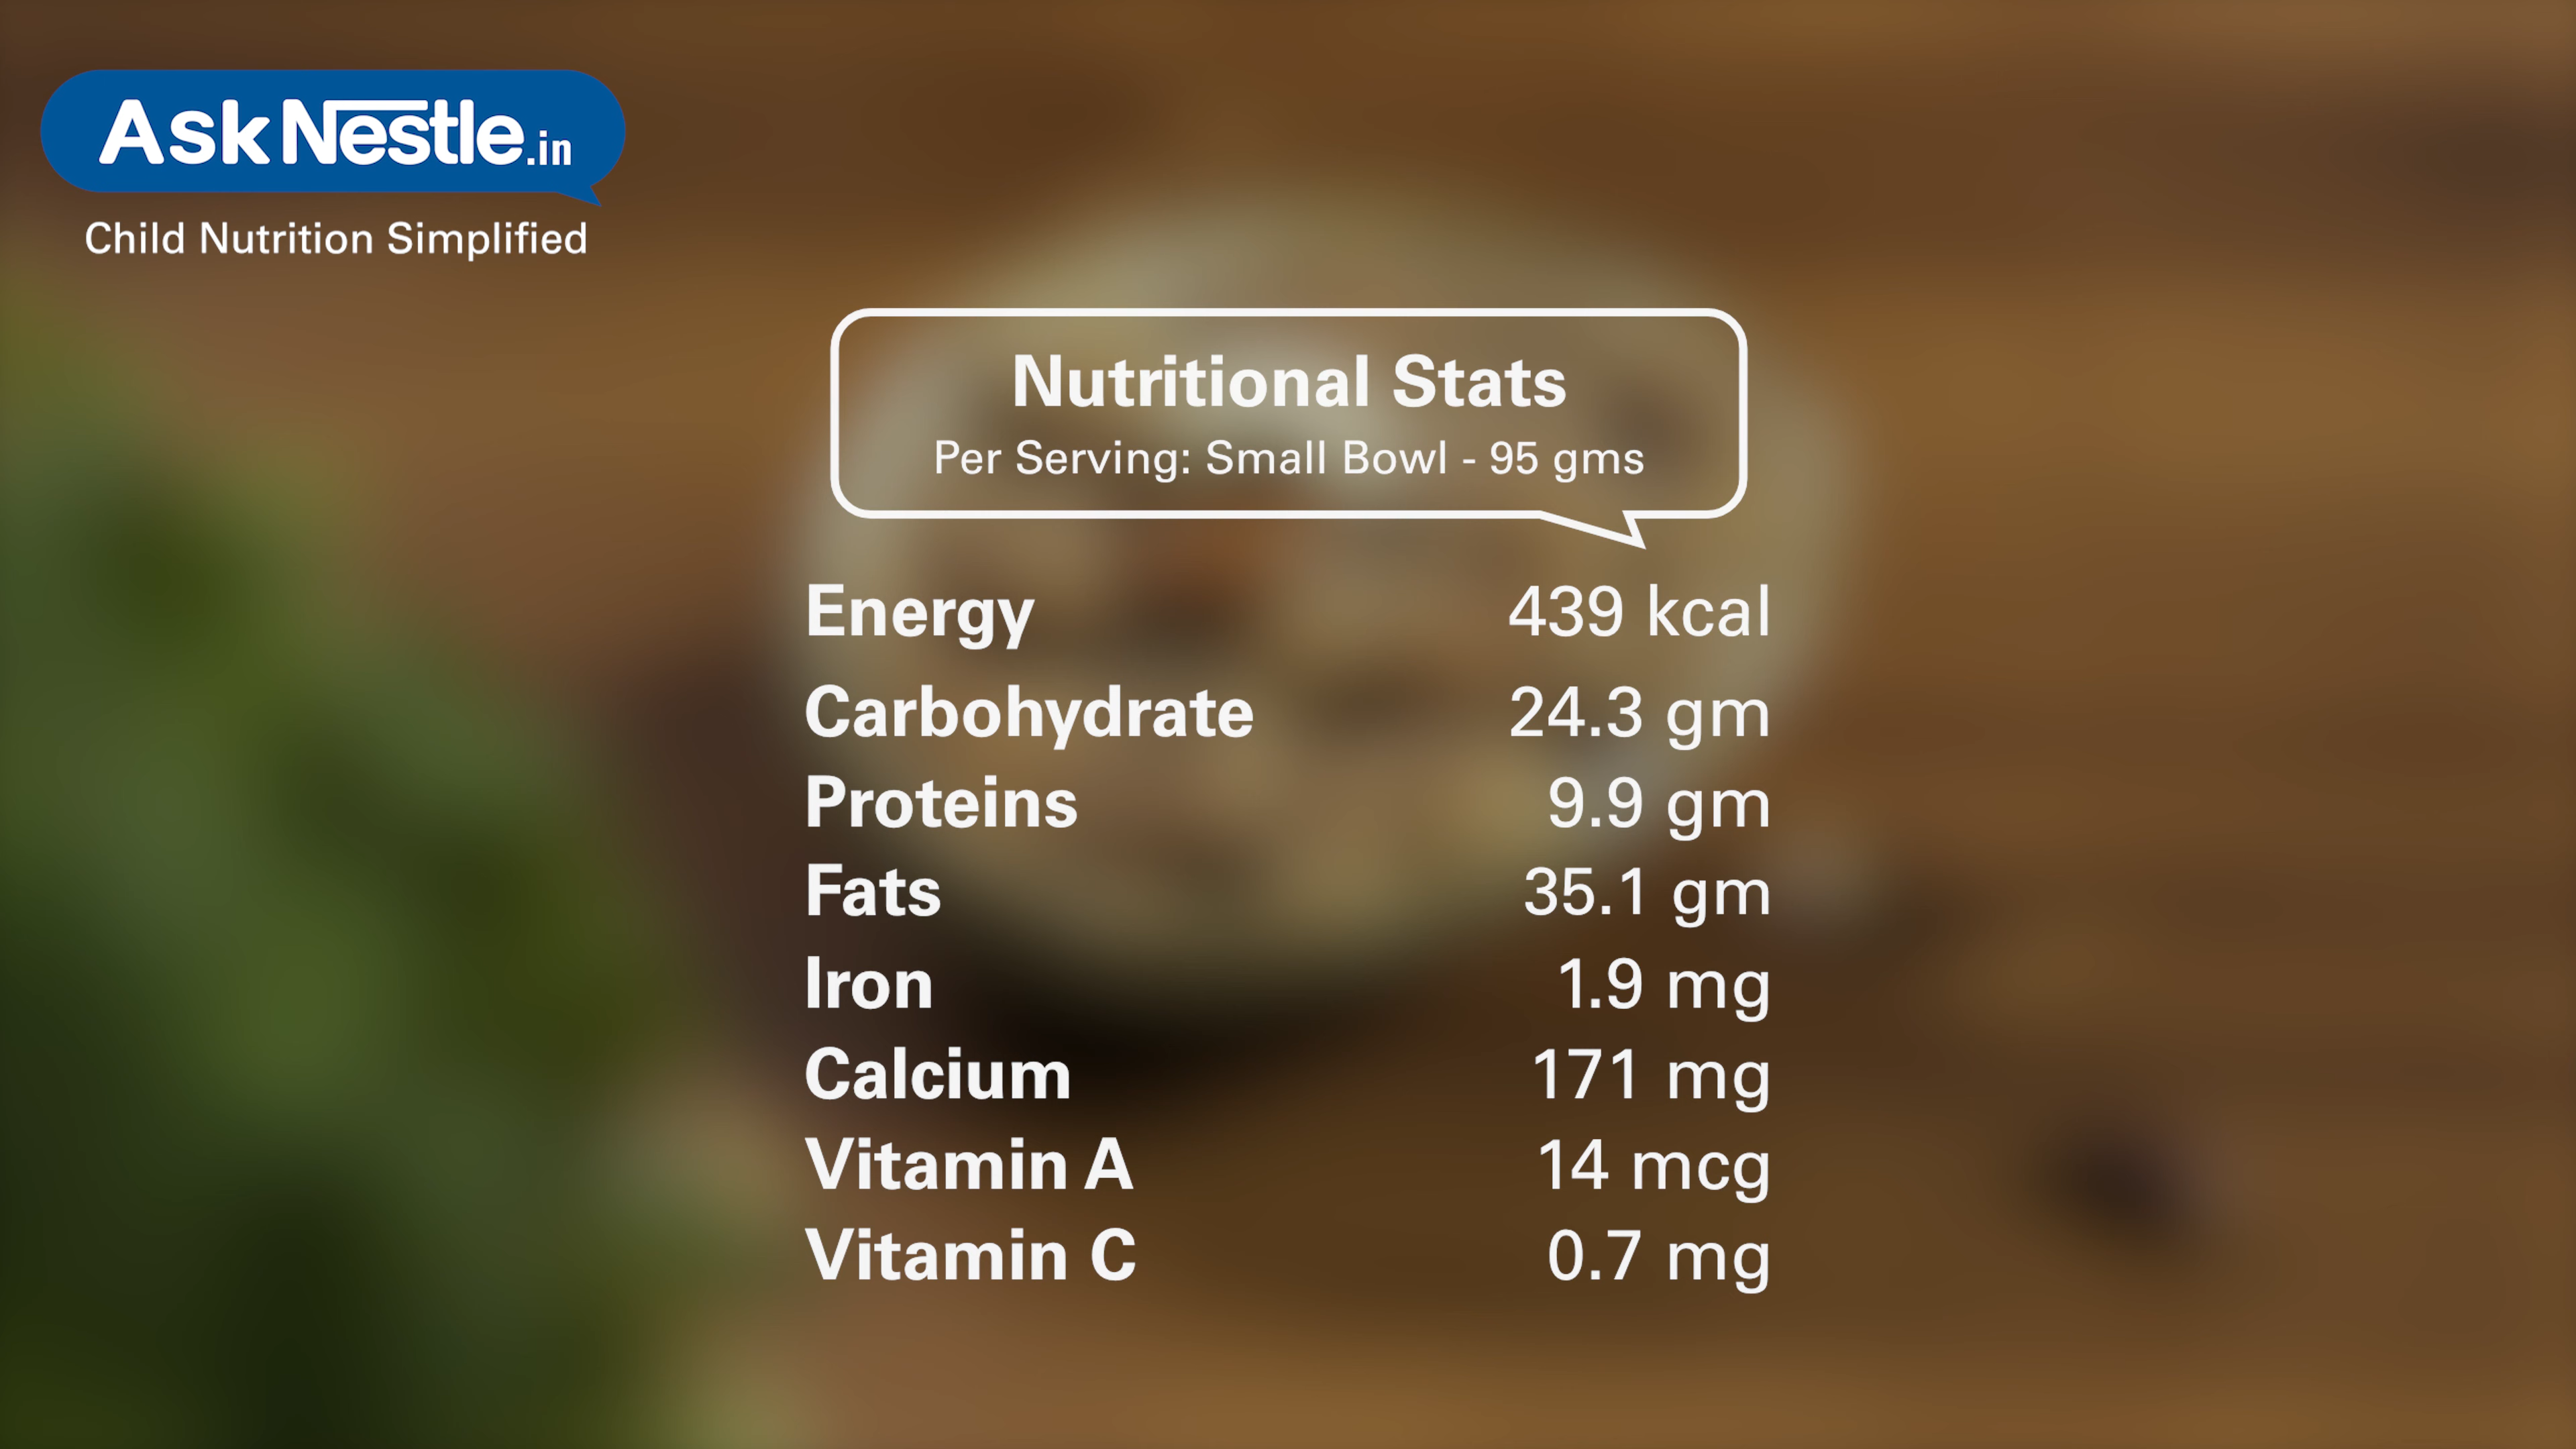 AskNestle.in
Child Nutrition Simplified
Nutritional Stats
Per Serving: Small Bowl - 95 gms
Energy 439 kcal
Carbohydrate 24.3 gm
Proteins 9.9 gm
Fats 35.1 gm
Iron 1.9 mg
Calcium 171 mg
Vitamin A 14 mcg
Vitamin C 0.7 mg